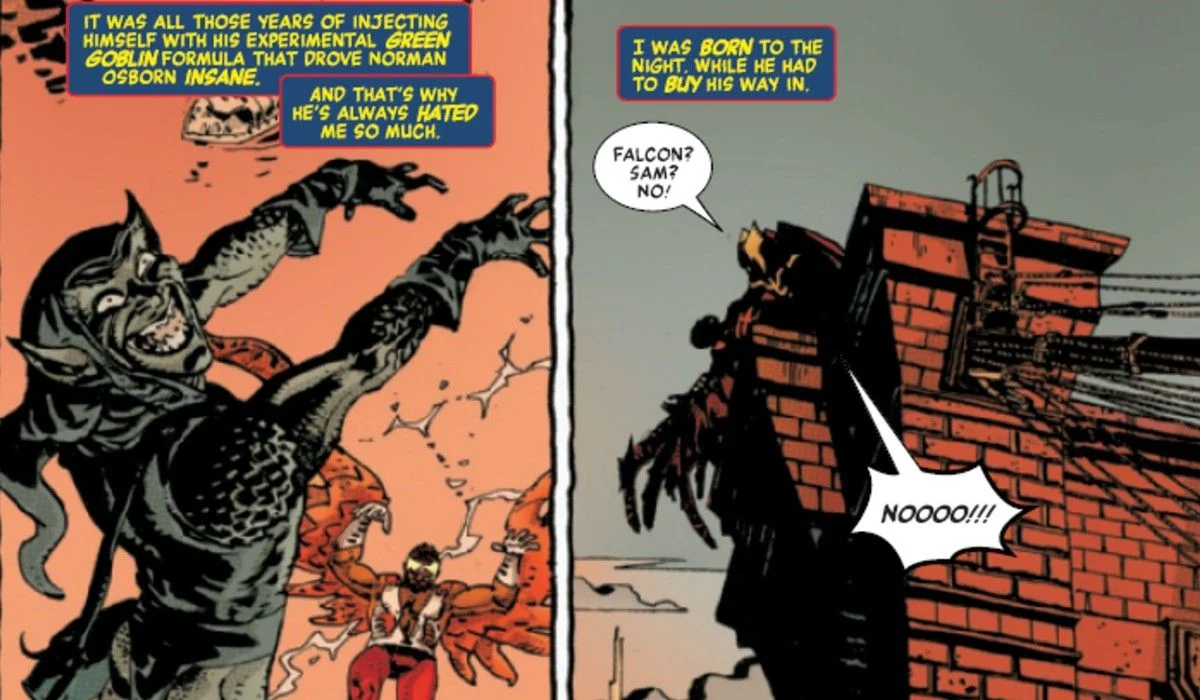 IT WAS ALL THOSE YEARS OF INJECTING
HIMSELF WITH HIS EXPERIMENTAL GREEN
GOBLIN FORMULA THAT DROVE NORMAN
OSBORN INSANE.
AND THAT'S WHY
HE'S ALWAYS HATED
ME SO MUCH.
I WAS BORN TO THE
NIGHT. WHILE HE HAD
TO BUY HIS WAY IN.
FALCON?
SAM?
NO!
NOOOO!!!